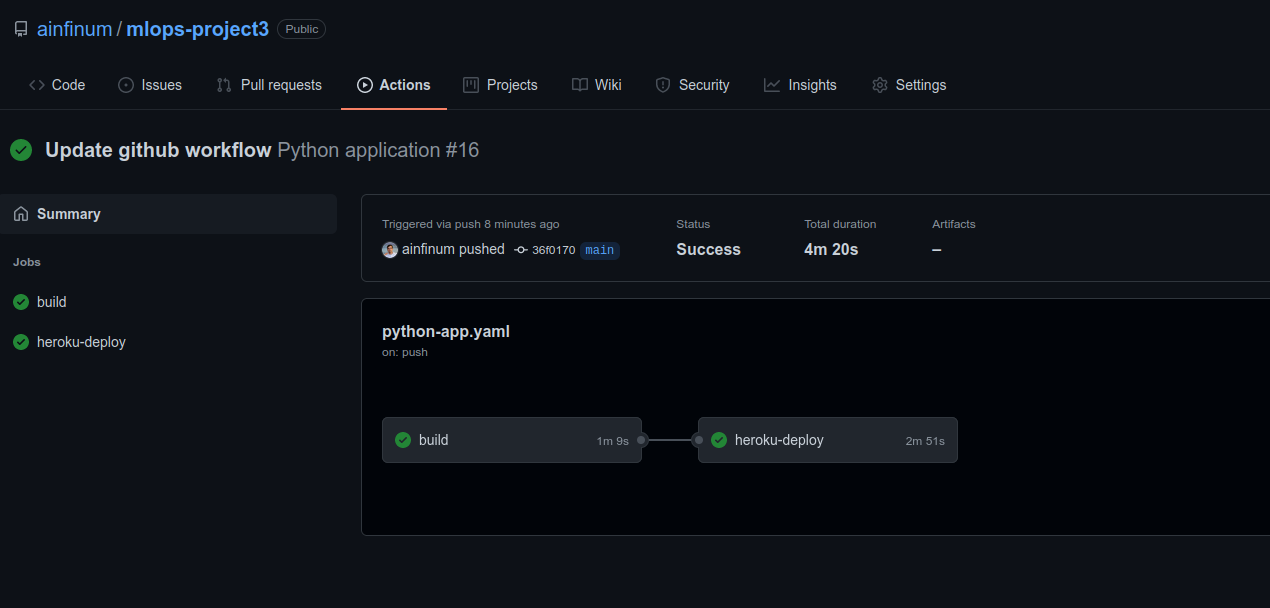 ainfinum / mlops-project3 Public
Code Issues Pull requests Actions Projects Wiki Security Insights Settings
Update github workflow Python application #16
Summary
Jobs
build
heroku-deploy
Triggered via push 8 minutes ago
ainfinum pushed 36f0170 main
Status
Success
Total duration
4m 20s
Artifacts
–
python-app.yaml
on: push
build 1m 9s
heroku-deploy 2m 51s